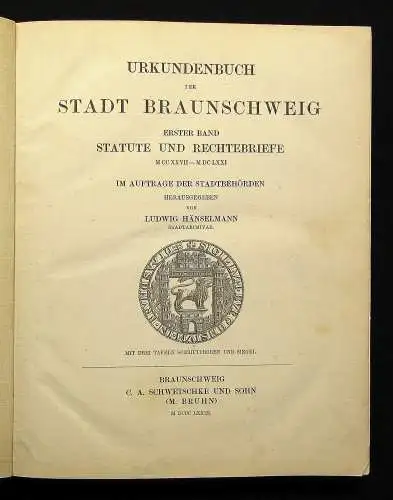 URKUNDENBUCH
DER
STADT BRAUNSCHWEIG
ERSTER BAND
STATUTE UND RECHTEBRIEFE
MCCXXVII—MDCLXXI
IM AUFTRAGE DER STADTBEHÖRDEN
HERAUSGEGEBEN
VON
LUDWIG HÄNSELMANN
STADTARCHIVAR.
MIT DREI TAFELN SCHRIFTPROBEN UND SIEGEL.
BRAUNSCHWEIG
C. A. SCHWETSCHKE UND SOHN
(M. BRUHN)